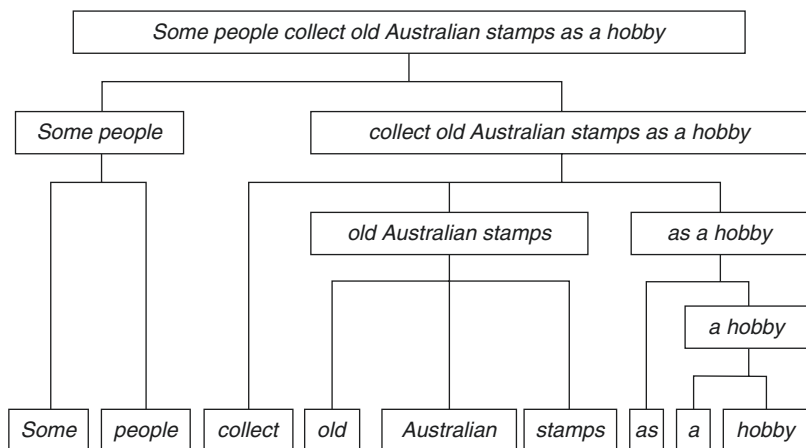 Some people collect old Australian stamps as a hobby
Some people
collect old Australian stamps as a hobby
old Australian stamps
as a hobby
a hobby
Some
people
collect
old
Australian
stamps
as
a
hobby